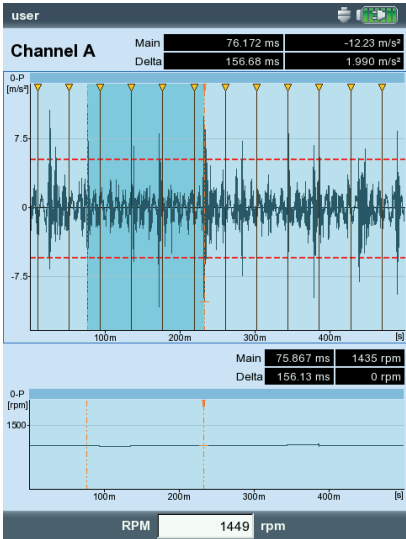 user
Channel A
Main 76.172 ms -12.23 m/s²
Delta 156.68 ms 1.990 m/s²
0-P
[m/s²]
7.5
0
-7.5
100m 200m 300m 400m [s]
Main 75.867 ms 1435 rpm
Delta 156.13 ms 0 rpm
0-P
[rpm]
1500
100m 200m 300m 400m [s]
RPM 1449 rpm